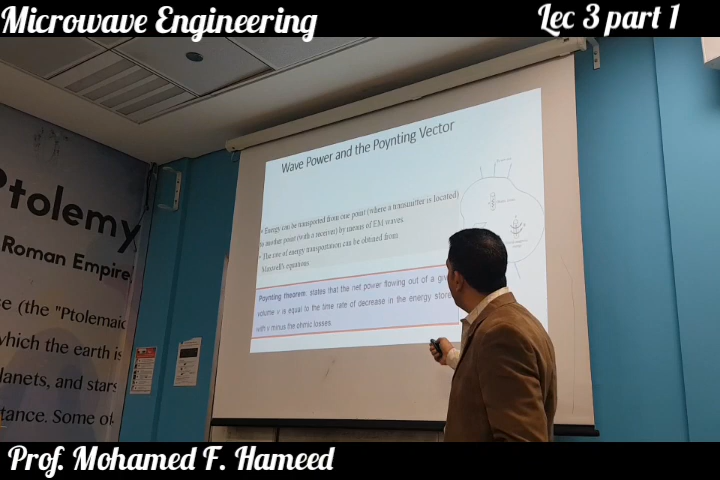 Microwave Engineering
Lec 3 part 1
Wave Power and the Poynting Vector
Energy can be transported from one point (where a transmitter is located)
to another point (with a receiver) by means of EM waves.
The rate of energy transportation can be obtained from
Maxwell's equations.
Poynting theorem: states that the net power flowing out of a giv
volume v is equal to the time rate of decrease in the energy store
with v minus the ohmic losses.
Ptolemy
Roman Empire
se (the "Ptolemaic
which the earth is
lanets, and stars
tance. Some of
Prof. Mohamed F. Hameed